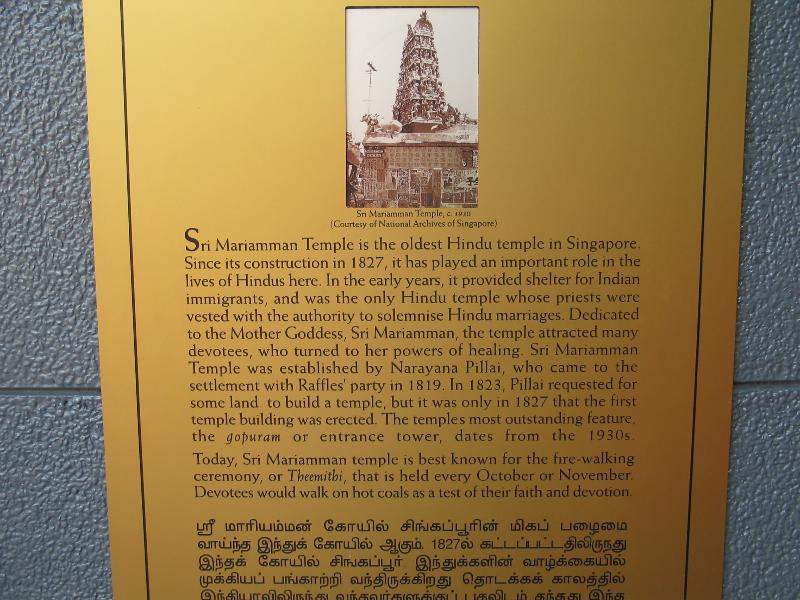 Sri Mariamman Temple, c. 1930
(Courtesy of National Archives of Singapore)
Sri Mariamman Temple is the oldest Hindu temple in Singapore.
Since its construction in 1827, it has played an important role in the
lives of Hindus here. In the early years, it provided shelter for Indian
immigrants, and was the only Hindu temple whose priests were
vested with the authority to solemnise Hindu marriages. Dedicated
to the Mother Goddess, Sri Mariamman, the temple attracted many
devotees, who turned to her powers of healing. Sri Mariamman
Temple was established by Narayana Pillai, who came to the
settlement with Raffles' party in 1819. In 1823, Pillai requested for
some land to build a temple, but it was only in 1827 that the first
temple building was erected. The temples most outstanding feature,
the gopuram or entrance tower, dates from the 1930s.
Today, Sri Mariamman temple is best known for the fire-walking
ceremony, or Theemithi, that is held every October or November.
Devotees would walk on hot coals as a test of their faith and devotion.
ஸ்ரீ மாரியம்மன் கோயில் சிங்கப்பூரின் மிகப் பழைமை
வாய்ந்த இந்துக் கோயில் ஆகும். 1827ல் கட்டப்பட்டதிலிருந்து
இந்தக் கோயில் சிங்கப்பூர் இந்துக்களின் வாழ்க்கையில்
முக்கியப் பங்காற்றி வந்திருக்கிறது தொடக்கக் காலத்தில்
இந்தியாவிலிருந்து வந்தவர்களுக்குப் புகலிடம் தந்தது இந்த